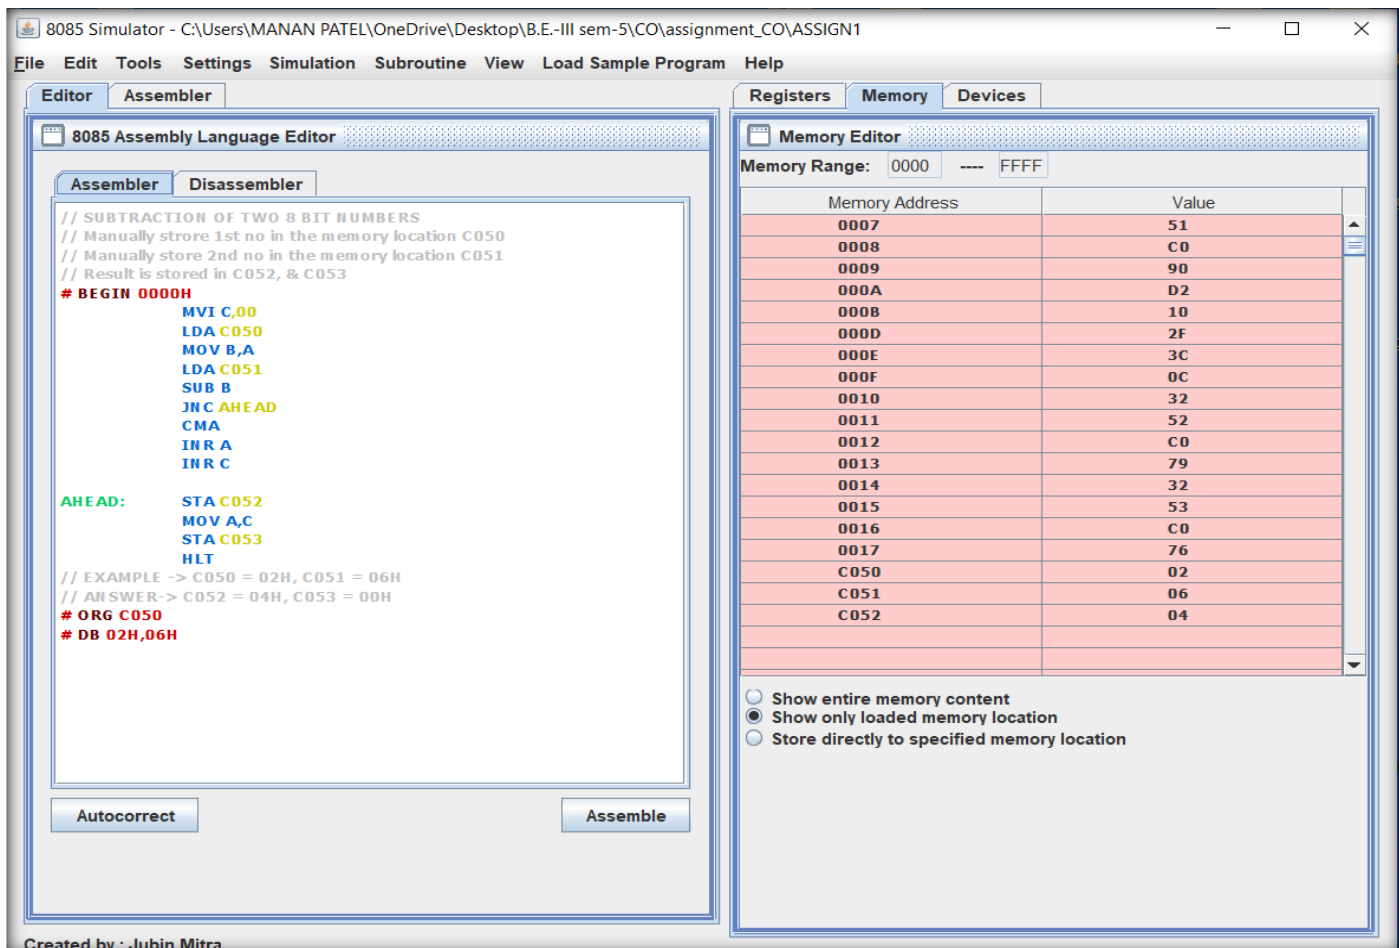 8085 Simulator - C:\Users\MANAN PATEL\OneDrive\Desktop\B.E.-III sem-5\CO\assignment_CO\ASSIGN1
File Edit Tools Settings Simulation Subroutine View Load Sample Program Help
Editor Assembler
8085 Assembly Language Editor
Assembler Disassembler
// SUBTRACTION OF TWO 8 BIT NUMBERS
// Manually strore 1st no in the memory location C050
// Manually store 2nd no in the memory location C051
// Result is stored in C052, & C053
# BEGIN 0000H
MVI C,00
LDA C050
MOV B,A
LDA C051
SUB B
JNC AHEAD
CMA
INR A
INR C
AHEAD: STA C052
MOV A,C
STA C053
HLT
// EXAMPLE -> C050 = 02H, C051 = 06H
// ANSWER-> C052 = 04H, C053 = 00H
# ORG C050
# DB 02H,06H
Autocorrect Assemble
Registers Memory Devices
Memory Editor
Memory Range: 0000 ---- FFFF
Memory Address Value
0007 51
0008 C0
0009 90
000A D2
000B 10
000D 2F
000E 3C
000F 0C
0010 32
0011 52
0012 C0
0013 79
0014 32
0015 53
0016 C0
0017 76
C050 02
C051 06
C052 04
Show entire memory content
Show only loaded memory location
Store directly to specified memory location
Created by : Jubin Mitra